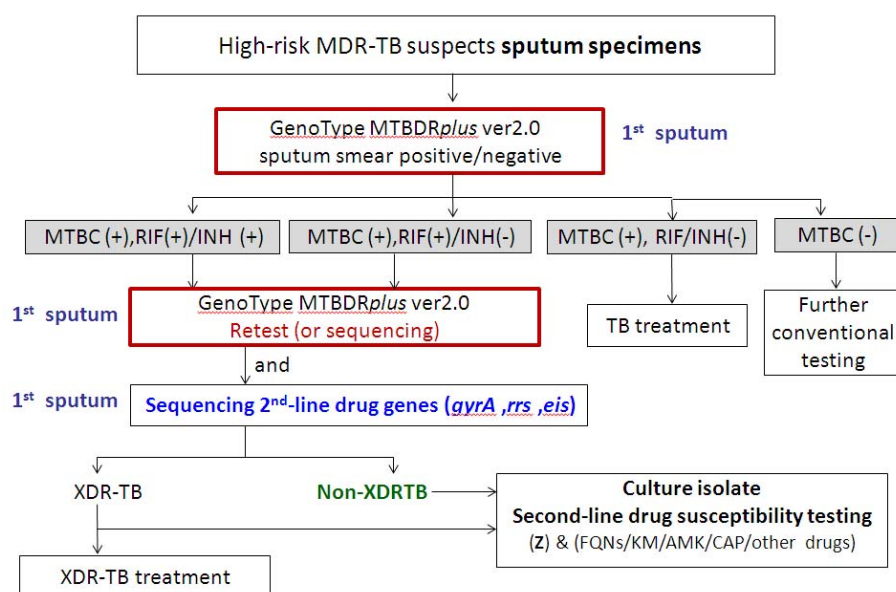 High-risk MDR-TB suspects sputum specimens
GenoType MTBDRplus ver2.0
sputum smear positive/negative
1st sputum
MTBC (+),RIF(+)/INH (+)
MTBC (+),RIF(+)/INH(-)
MTBC (+), RIF/INH(-)
MTBC (-)
1st sputum
GenoType MTBDRplus ver2.0
Retest (or sequencing)
TB treatment
Further
conventional
testing
and
1st sputum
Sequencing 2nd-line drug genes (gyrA ,rrs ,eis)
XDR-TB
Non-XDRTB
Culture isolate
Second-line drug susceptibility testing
(Z) & (FQNs/KM/AMK/CAP/other drugs)
XDR-TB treatment